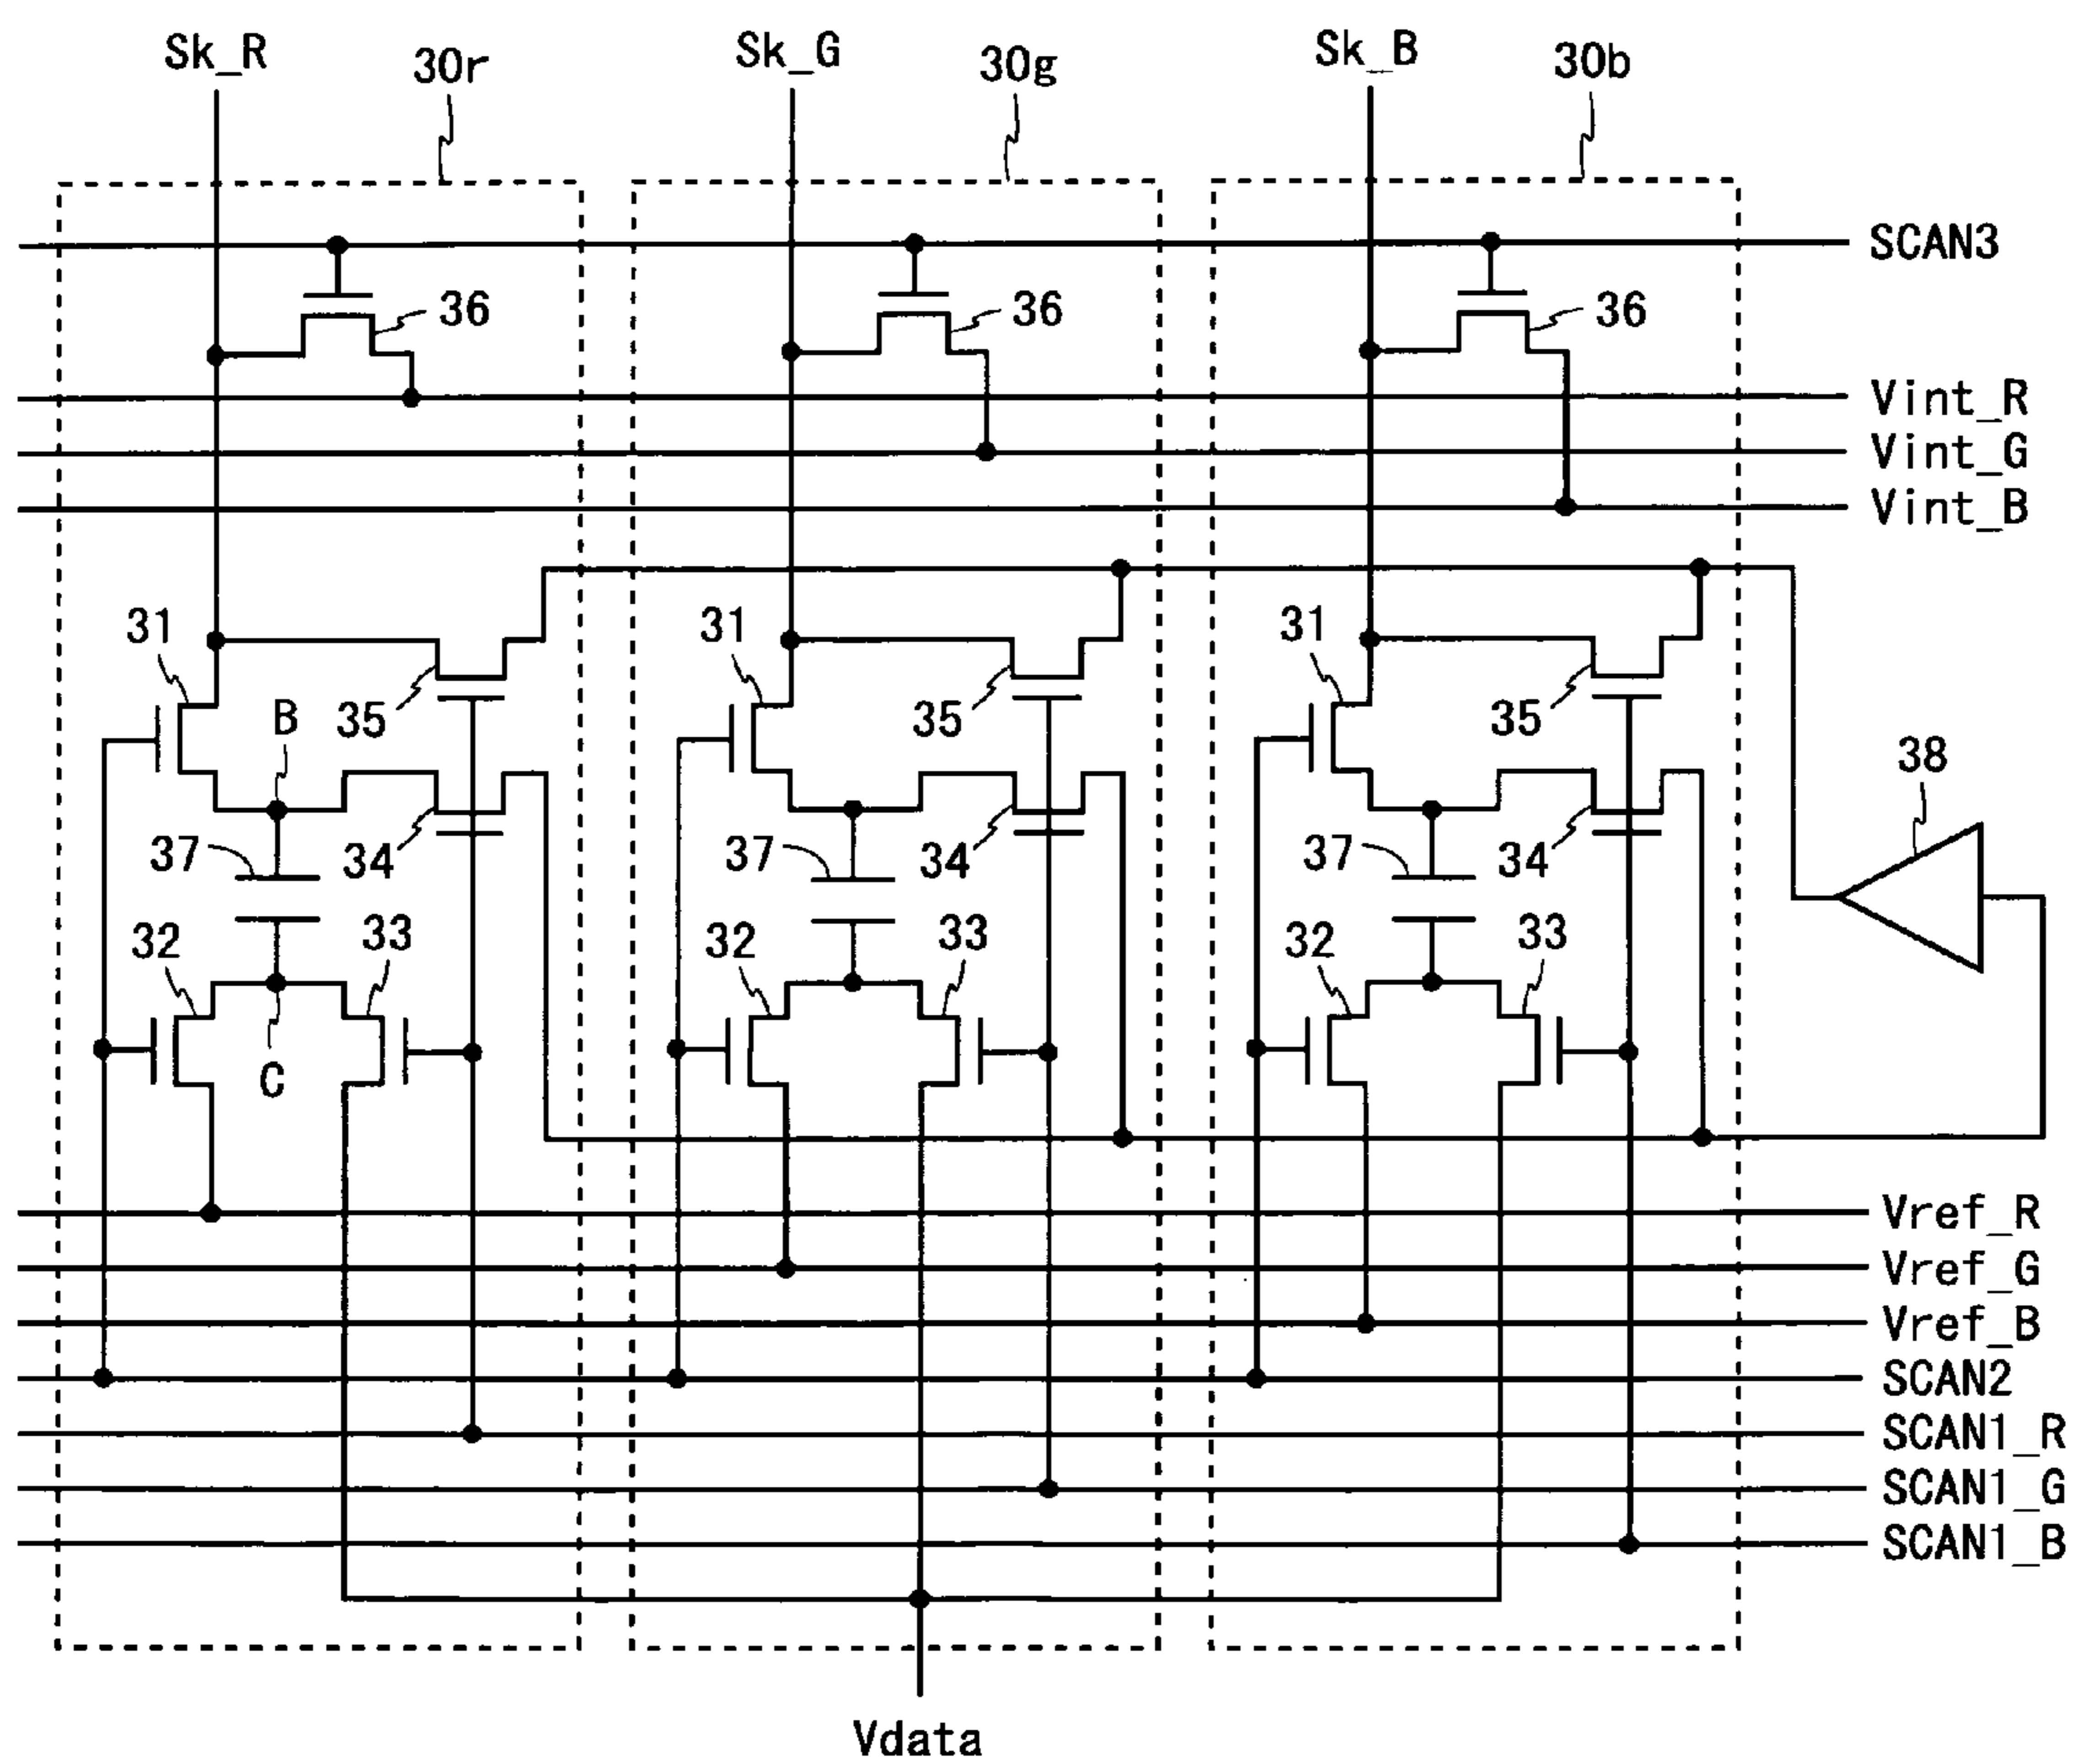 Sk_R
30r
Sk_G
30g
Sk_B
30b
SCAN3
36
36
36
Vint_R
Vint_G
Vint_B
31
31
31
35
35
35
B
38
37
34
37
34
37
34
32
33
32
33
32
33
C
Vref_R
Vref_G
Vref_B
SCAN2
SCAN1_R
SCAN1_G
SCAN1_B
Vdata